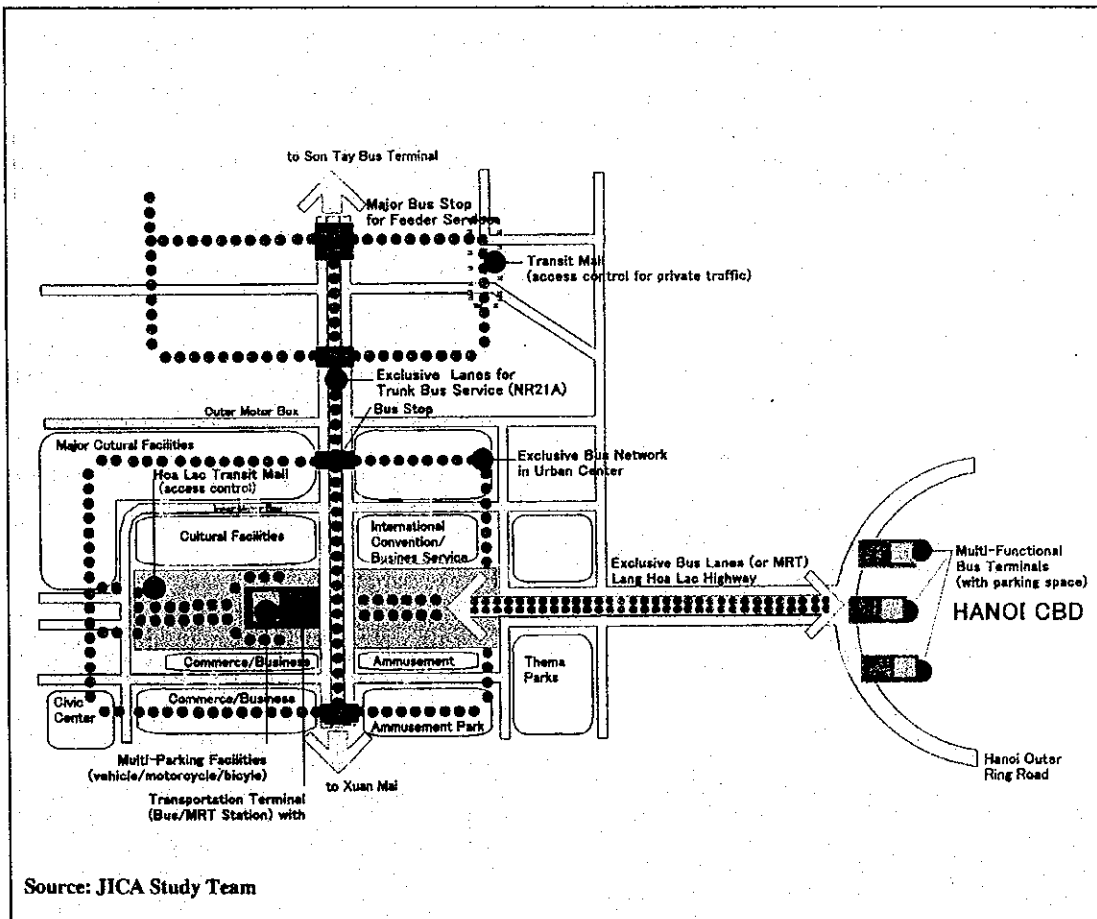 to Son Tay Bus Terminal
Major Bus Stop
for Feeder Services
Transit Mall
(access control for private traffic)
Exclusive Lanes for
Trunk Bus Service (NR21A)
Outer Motor Box
Bus Stop
Major Cutural Facilities
Exclusive Bus Network
in Urban Center
Hoa Lac Transit Mall
(access control)
Cultural Facilities
International
Convention/
Busines Service
Exclusive Bus Lanes (or MRT)
Lang Hoa Lac Highway
Multi-Functional
Bus Terminals
(with parking space)
HANOI CBD
Commerce/Business
Ammusement
Thema
Parks
Civic
Center
Commerce/Business
Ammusement Park
Multi-Parking Facilities
(vehicle/motorcycle/bicyle)
to Xuan Mai
Transportation Terminal
(Bus/MRT Station) with
Hanoi Outer
Ring Road
Source: JICA Study Team